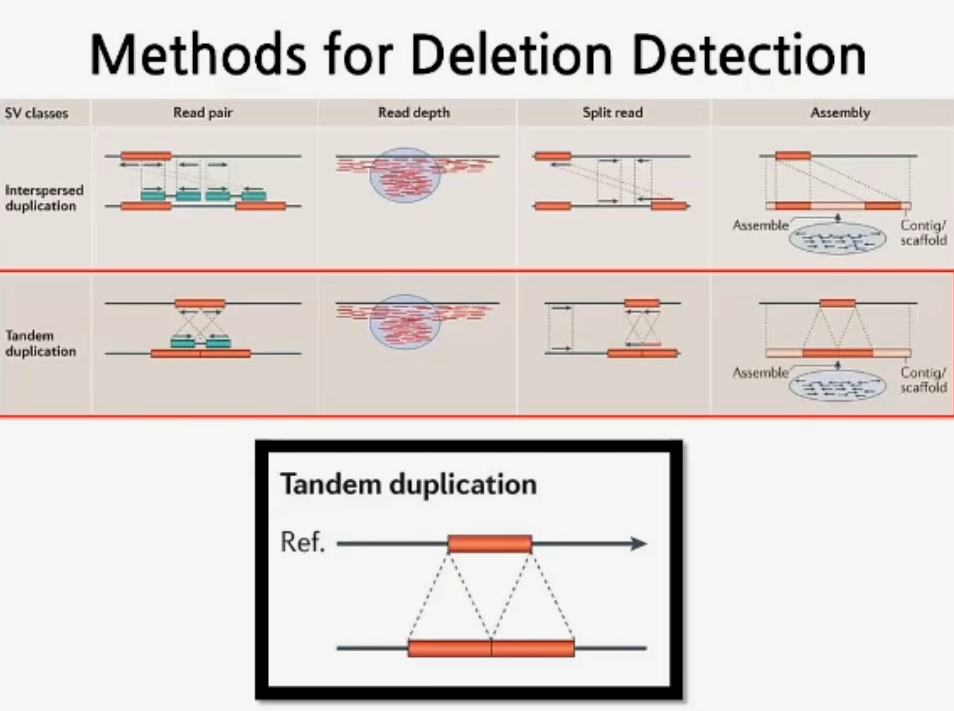 Methods for Deletion Detection
SV classes
Read pair
Read depth
Split read
Assembly
Interspersed
duplication
Assemble
Contig/
scaffold
Tandem
duplication
Assemble
Contig/
scaffold
Tandem duplication
Ref.